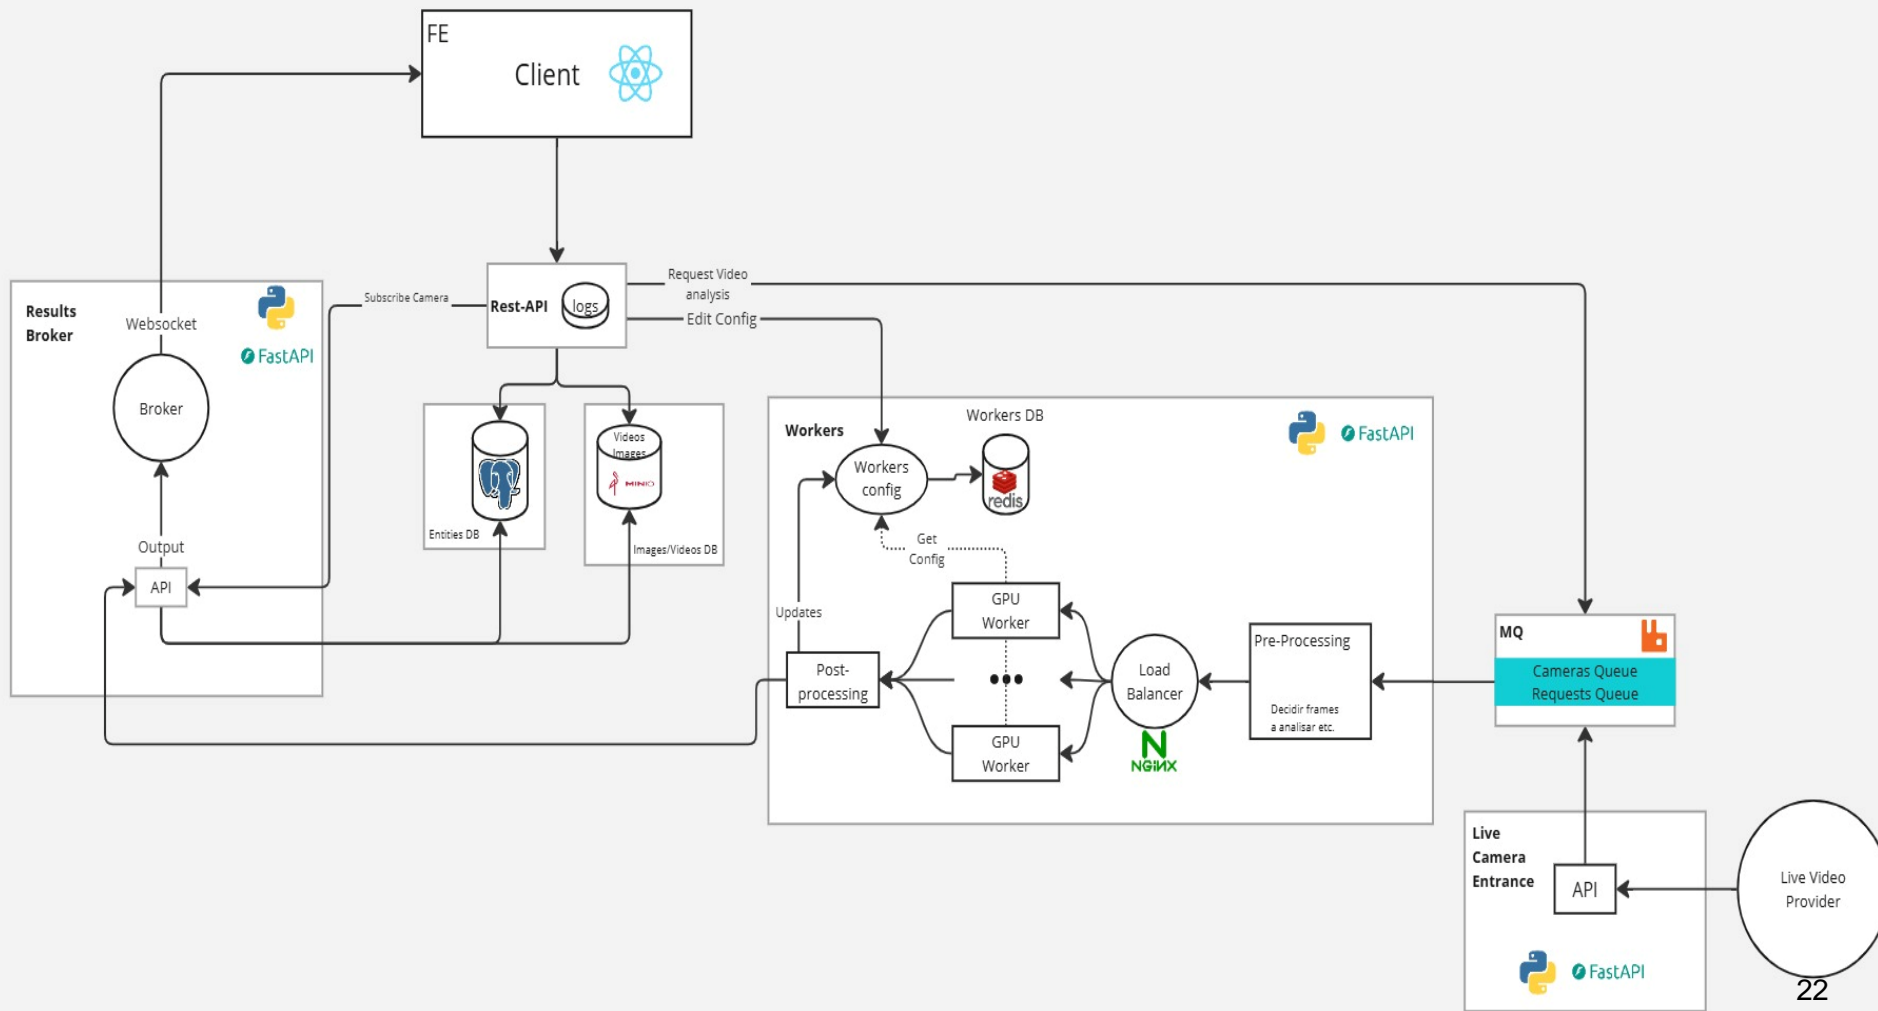 FE
Client
Request Video
analysis
Subscribe Camera
Rest-API
logs
Edit Config
Results
Broker
Websocket
FastAPI
Broker
Output
API
Entities DB
Videos
Images
MINIO
Images/Videos DB
Workers
Workers DB
FastAPI
Workers
config
redis
Get
Config
Updates
GPU
Worker
Post-
processing
GPU
Worker
Load
Balancer
NGiNX
Pre-Processing
Decidir frames
a analisar etc.
MQ
Cameras Queue
Requests Queue
Live
Camera
Entrance
API
FastAPI
Live Video
Provider
22